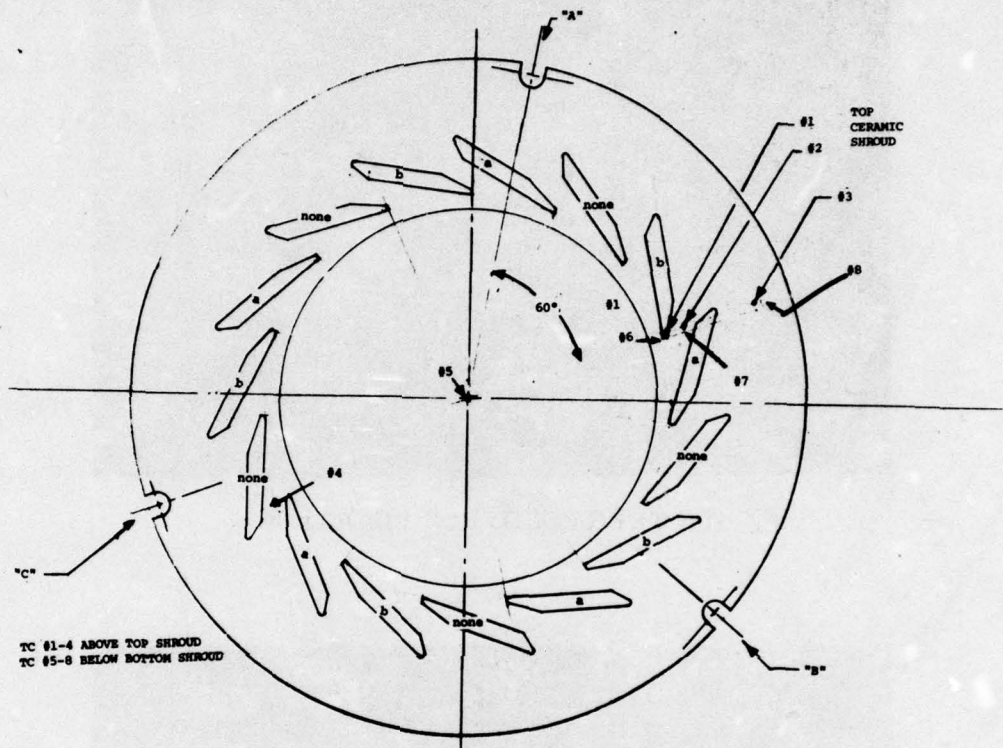 "A"
#1
TOP
CERAMIC
SHROUD
#2
a
b
none
#3
none
b
#8
a
60°
#1
#6
a
b
#7
#5
none
none
#4
b
a
"C"
b
none
a
TC #1-4 ABOVE TOP SHROUD
TC #5-8 BELOW BOTTOM SHROUD
"B"